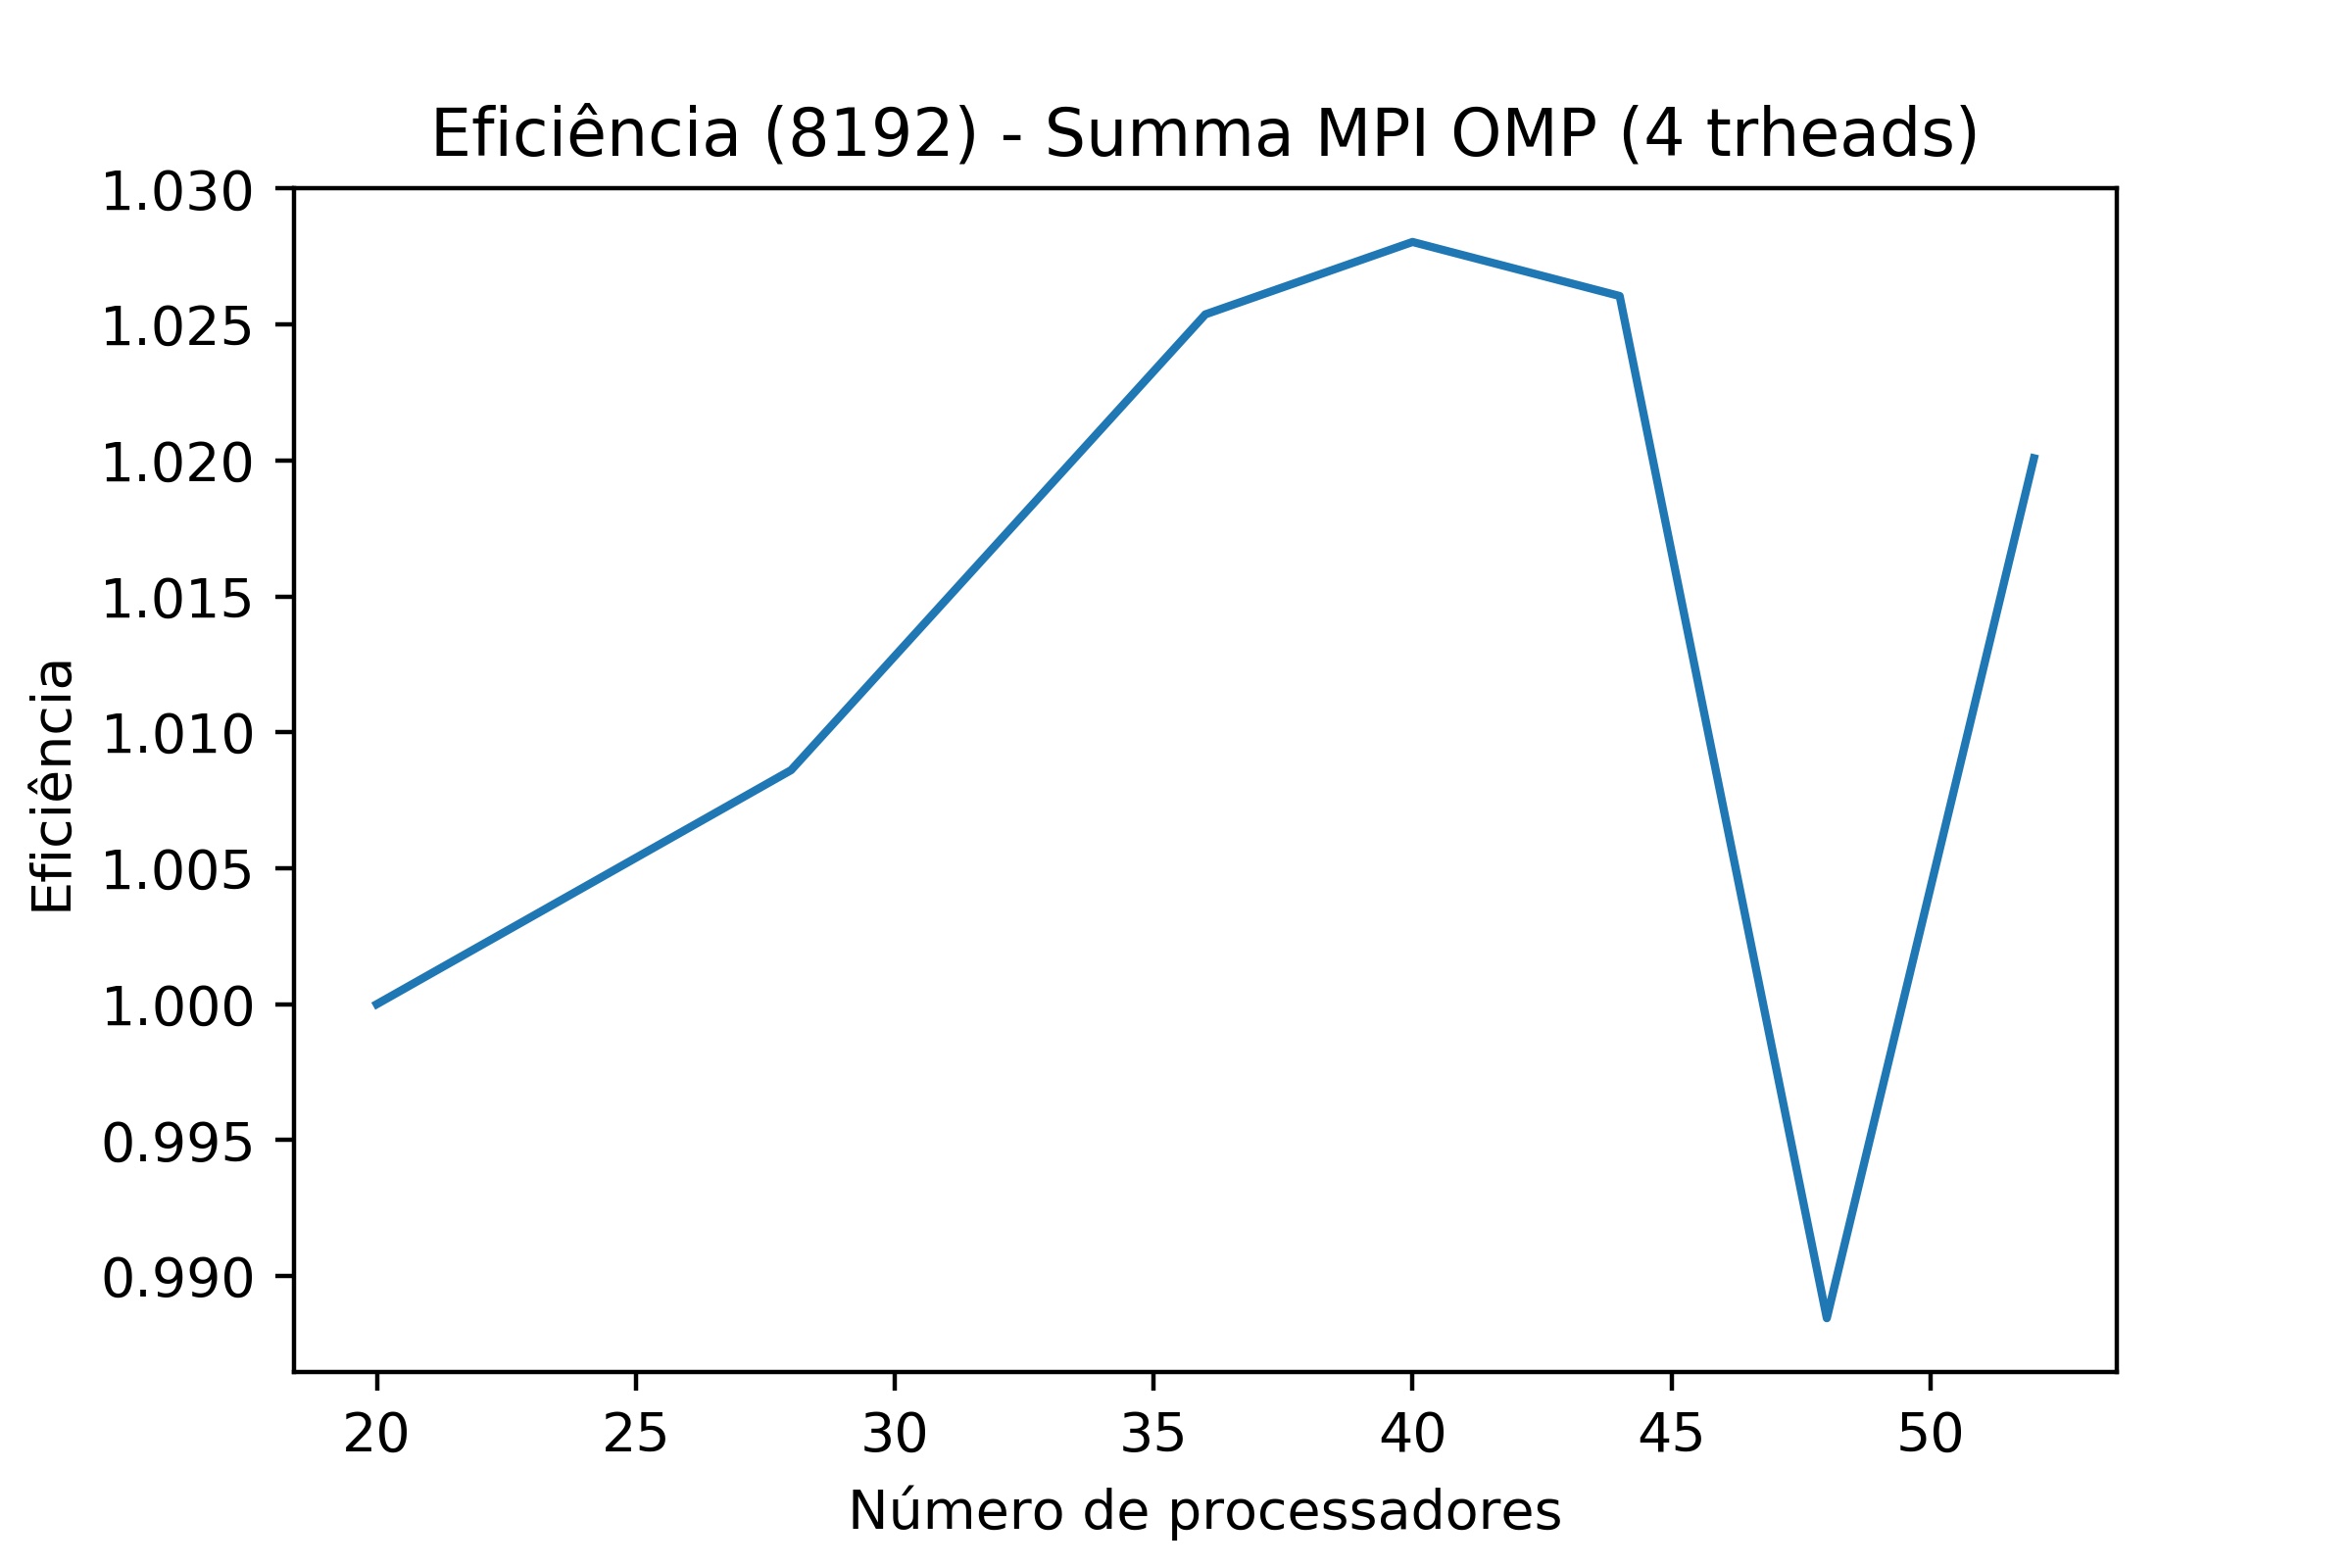 Eficiência (8192) - Summa MPI OMP (4 trheads)
1.030
1.025
1.020
1.015
1.010
1.005
1.000
0.995
0.990
Eficiência
20 25 30 35 40 45 50
Número de processadores